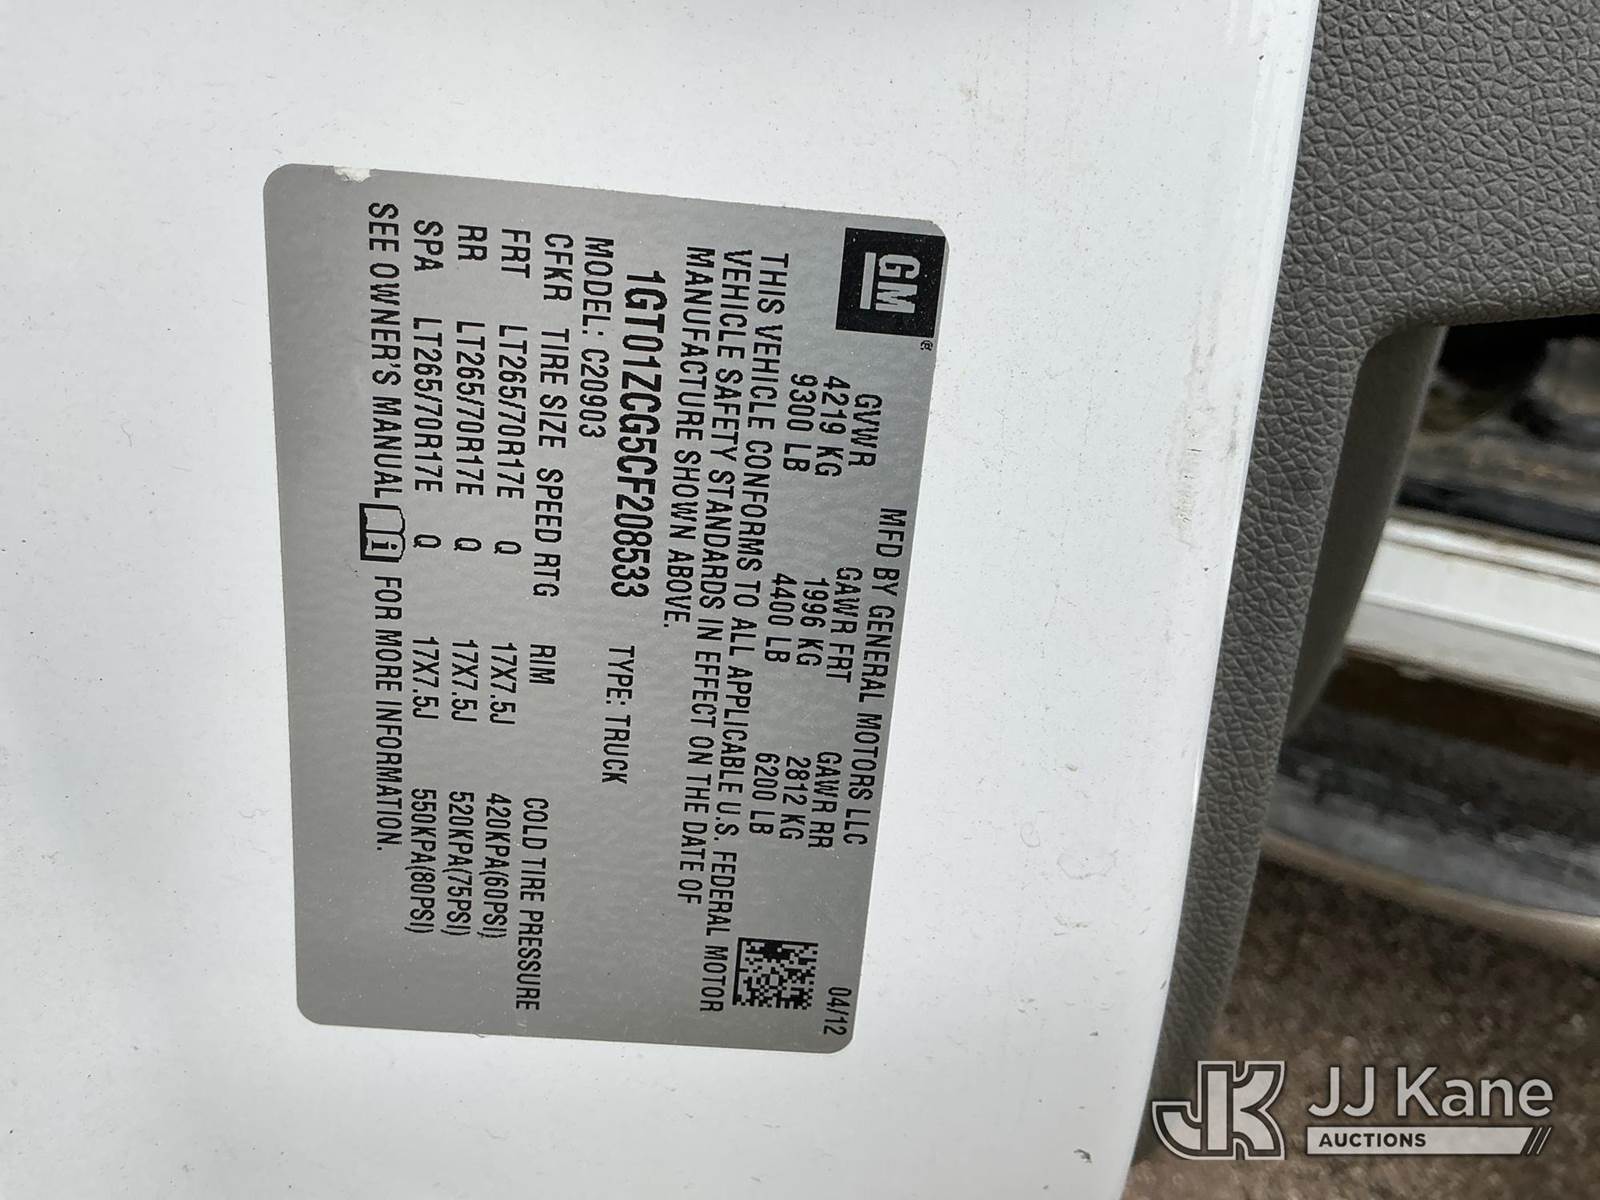 GM®
MFD BY GENERAL MOTORS LLC 04/12
GVWR GAWR FRT GAWR RR
4219 KG 1996 KG 2812 KG
9300 LB 4400 LB 6200 LB
THIS VEHICLE CONFORMS TO ALL APPLICABLE U.S. FEDERAL MOTOR
VEHICLE SAFETY STANDARDS IN EFFECT ON THE DATE OF
MANUFACTURE SHOWN ABOVE.
1GT01ZCG5CF208533 TYPE: TRUCK
MODEL: C20903
CFKR TIRE SIZE SPEED RTG RIM COLD TIRE PRESSURE
FRT LT265/70R17E Q 17X7.5J 420KPA(60PSI)
RR LT265/70R17E Q 17X7.5J 520KPA(75PSI)
SPA LT265/70R17E Q 17X7.5J 550KPA(80PSI)
SEE OWNER'S MANUAL i FOR MORE INFORMATION.
JK JJ Kane
AUCTIONS